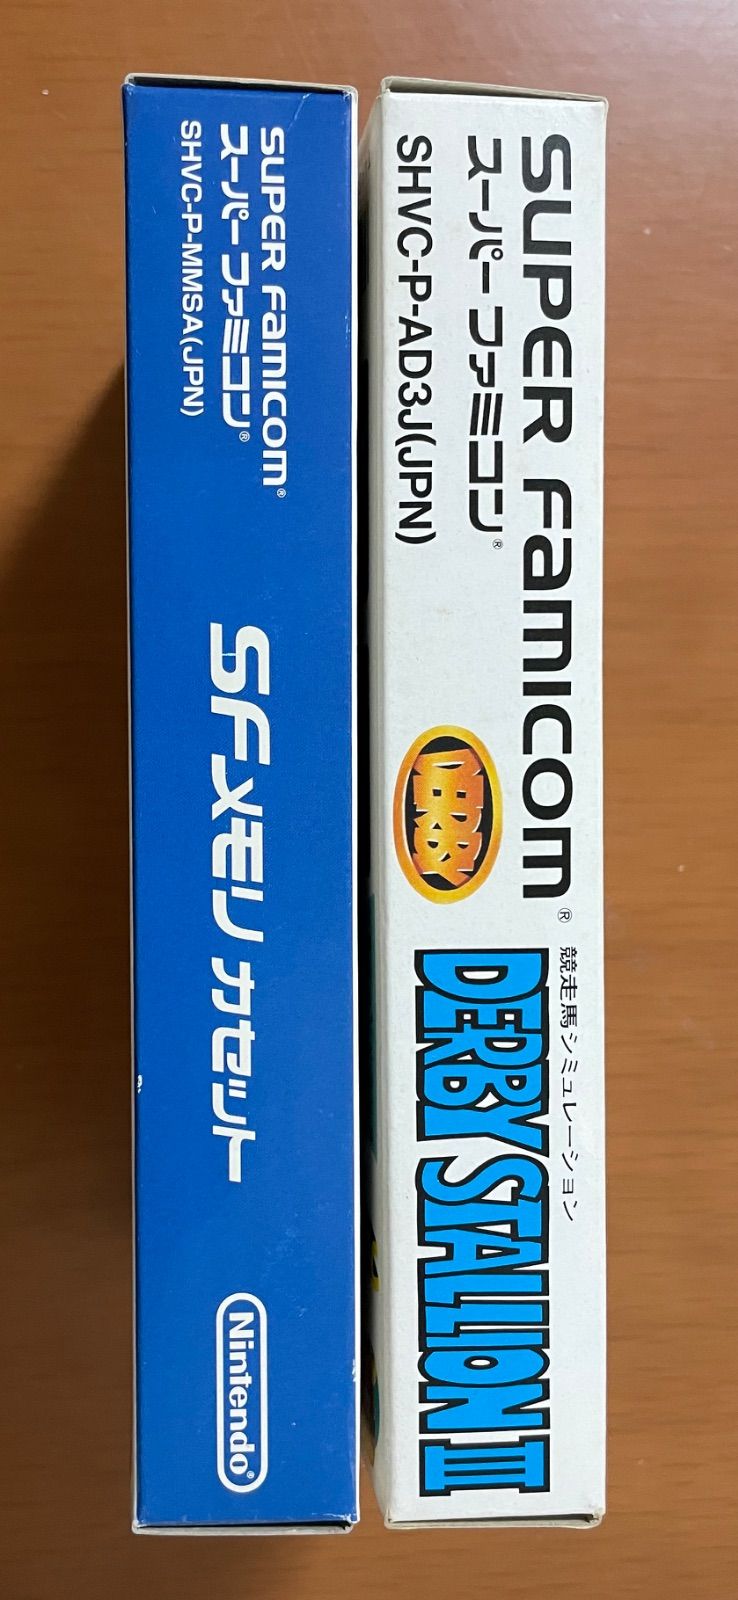 SUPER Famicom®
スーパーファミコン®
SHVC-P-MMSA(JPN)
SFメモリカセット
Nintendo®
SUPER Famicom®
スーパーファミコン®
SHVC-P-AD3J(JPN)
DERBY
競走馬シミュレーション
DERBY STALLION III